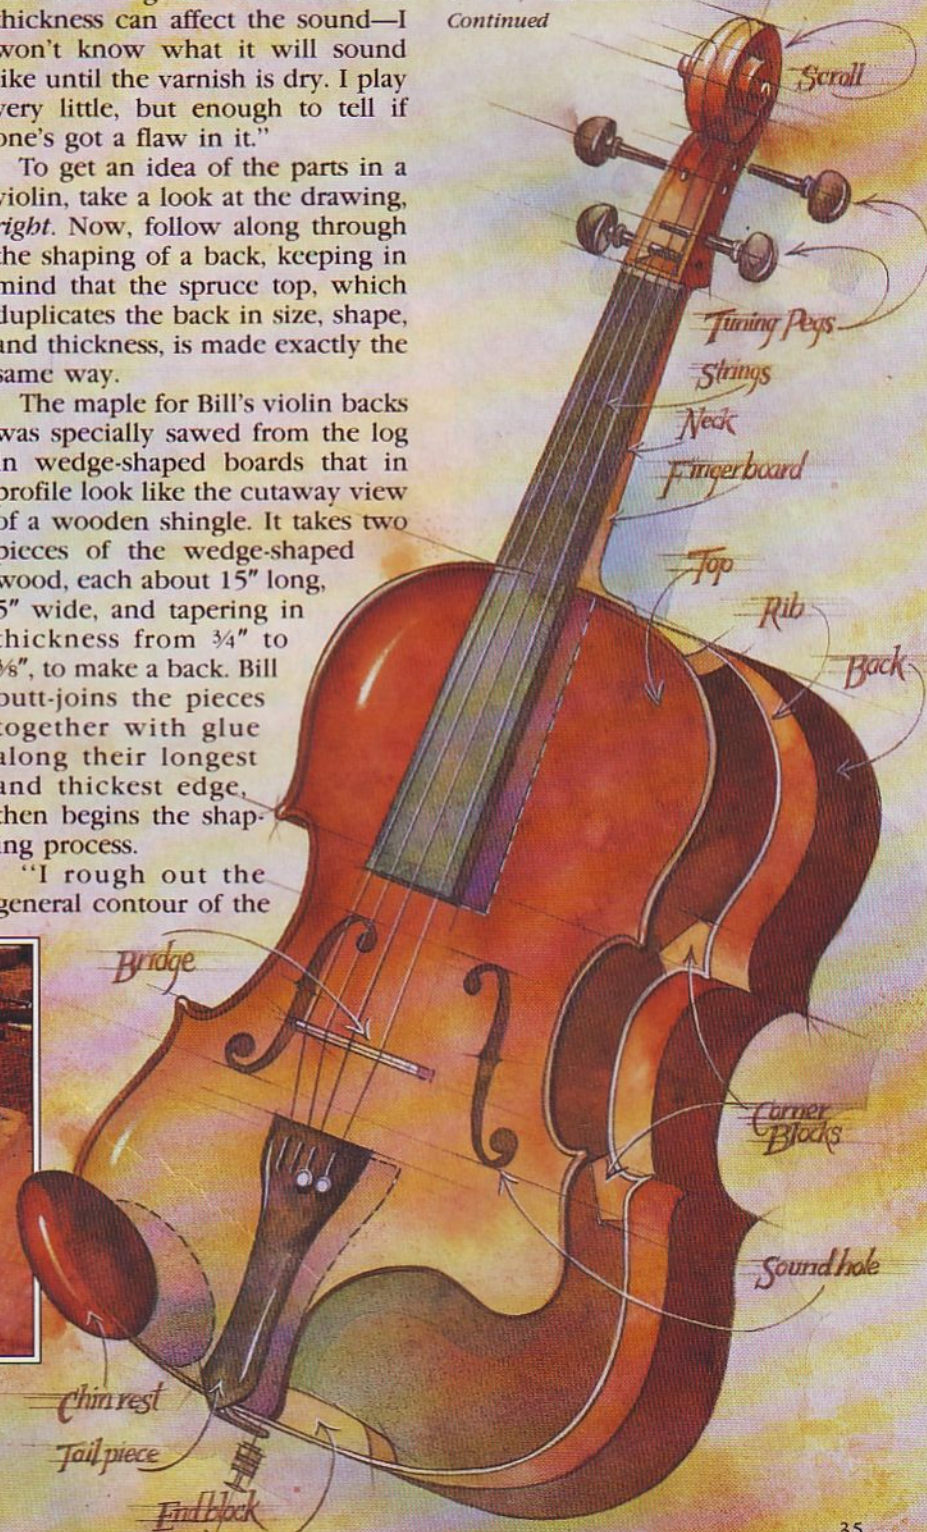 thickness can affect the sound—I
won't know what it will sound
like until the varnish is dry. I play
very little, but enough to tell if
one's got a flaw in it.”
To get an idea of the parts in a
violin, take a look at the drawing,
right. Now, follow along through
the shaping of a back, keeping in
mind that the spruce top, which
duplicates the back in size, shape,
and thickness, is made exactly the
same way.
The maple for Bill's violin backs
was specially sawed from the log
in wedge-shaped boards that in
profile look like the cutaway view
of a wooden shingle. It takes two
pieces of the wedge-shaped
wood, each about 15″ long,
5″ wide, and tapering in
thickness from ¾″ to
⅜″, to make a back. Bill
butt-joins the pieces
together with glue
along their longest
and thickest edge,
then begins the shap-
ing process.
“I rough out the
general contour of the
Continued
Scroll
Tuning Pegs
Strings
Neck
Fingerboard
Top
Rib
Back
Bridge
Corner
Blocks
Soundhole
Chin rest
Tailpiece
Endblock
35